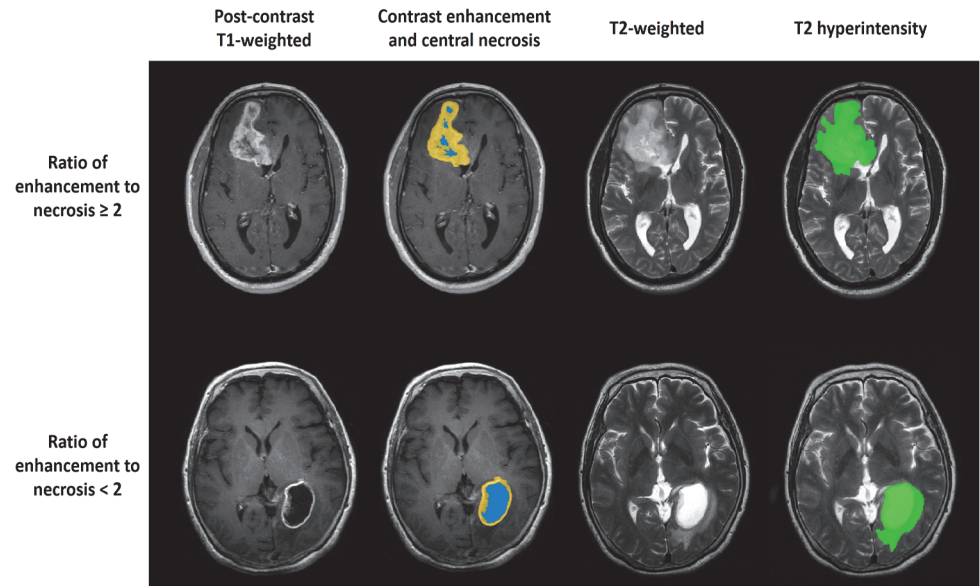 Post-contrast
T1-weighted
Contrast enhancement
and central necrosis
T2-weighted
T2 hyperintensity
Ratio of
enhancement to
necrosis ≥ 2
Ratio of
enhancement to
necrosis < 2